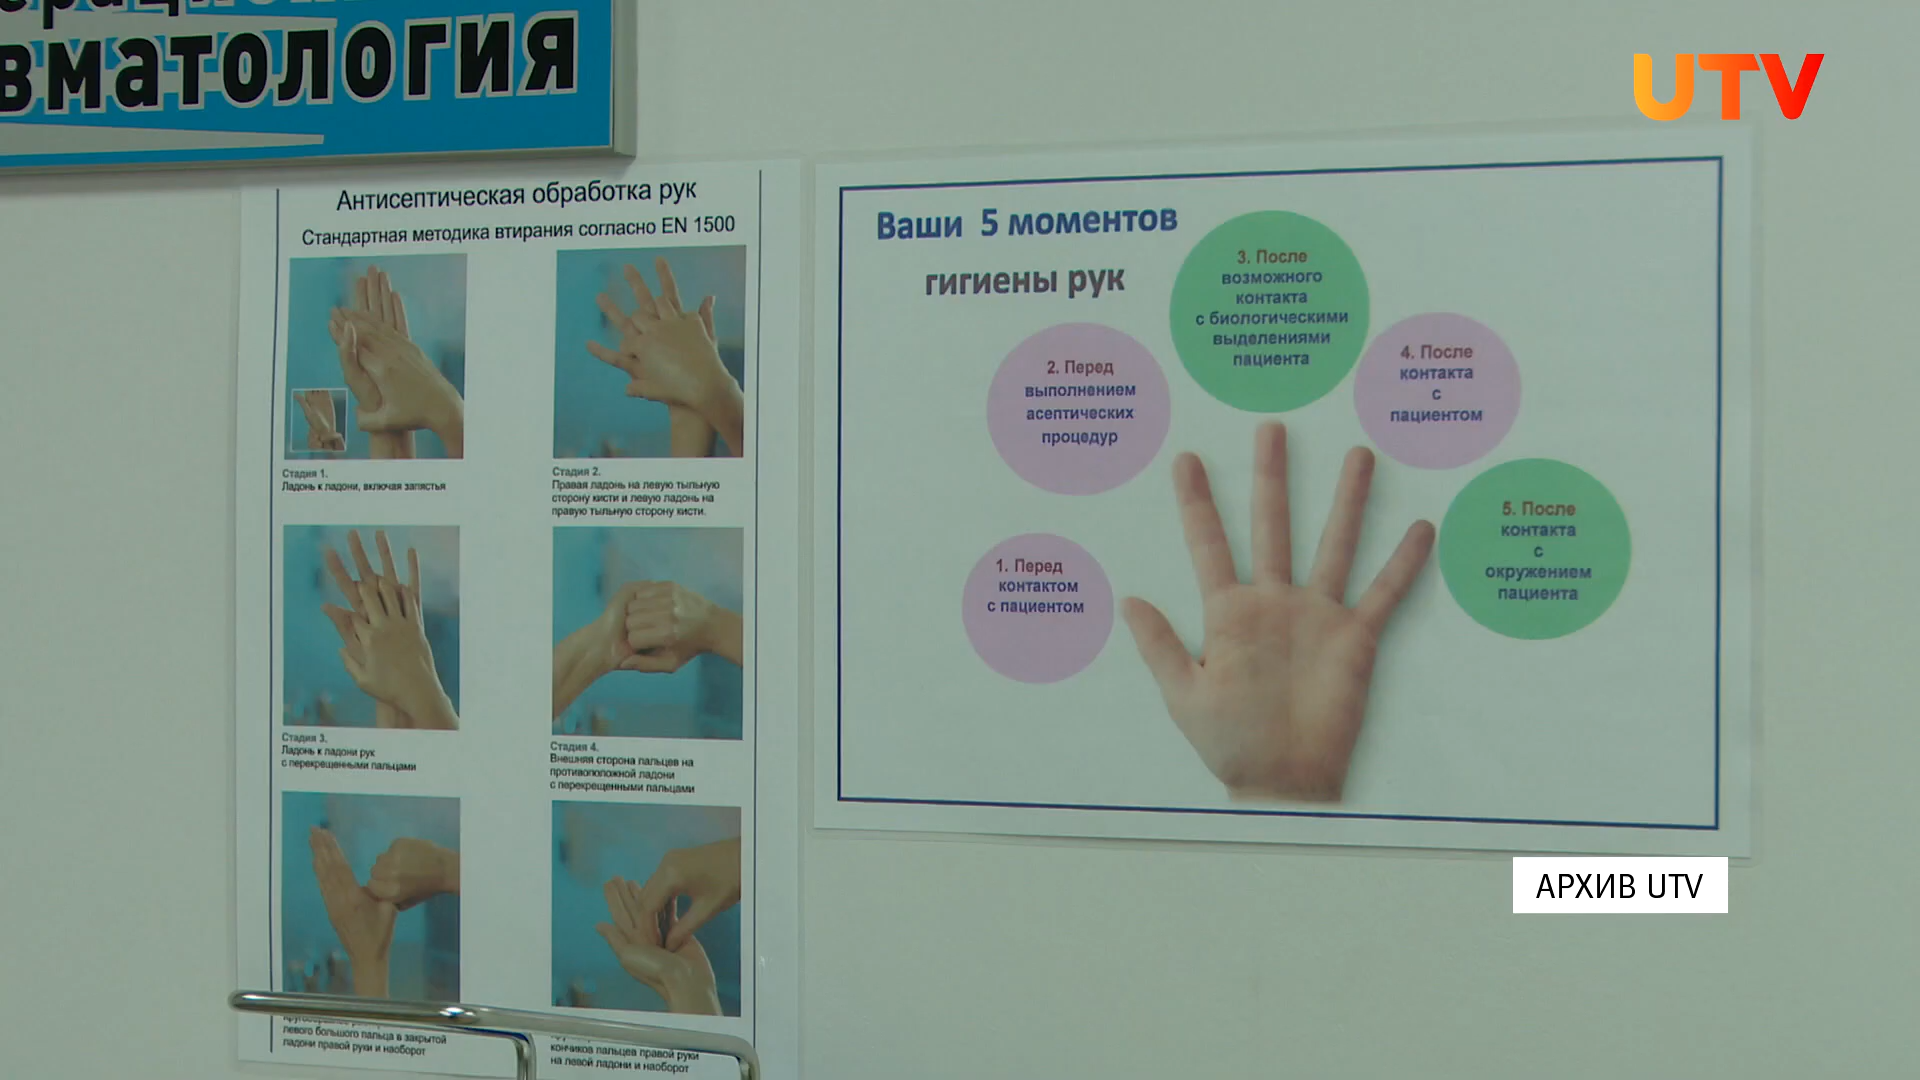 вматология
UTV
Антисептическая обработка рук
Стандартная методика втирания согласно EN 1500
Стадия 1.
Ладонь к ладони, включая запястья
Стадия 2.
Правая ладонь на левую тыльную
сторону кисти и левую ладонь на
правую тыльную сторону кисти.
Стадия 3.
Ладонь к ладони рук
с перекрещенными пальцами
Стадия 4.
Внешняя сторона пальцев на
противоположной ладони
с перекрещенными пальцами
левого большого пальца в закрытой
ладони правой руки и наоборот
кончиков пальцев правой руки
на левой ладони и наоборот
Ваши 5 моментов
гигиены рук
1. Перед
контактом
с пациентом
2. Перед
выполнением
асептических
процедур
3. После
возможного
контакта
с биологическими
выделениями
пациента
4. После
контакта
с
пациентом
5. После
контакта
с
окружением
пациента
АРХИВ UTV